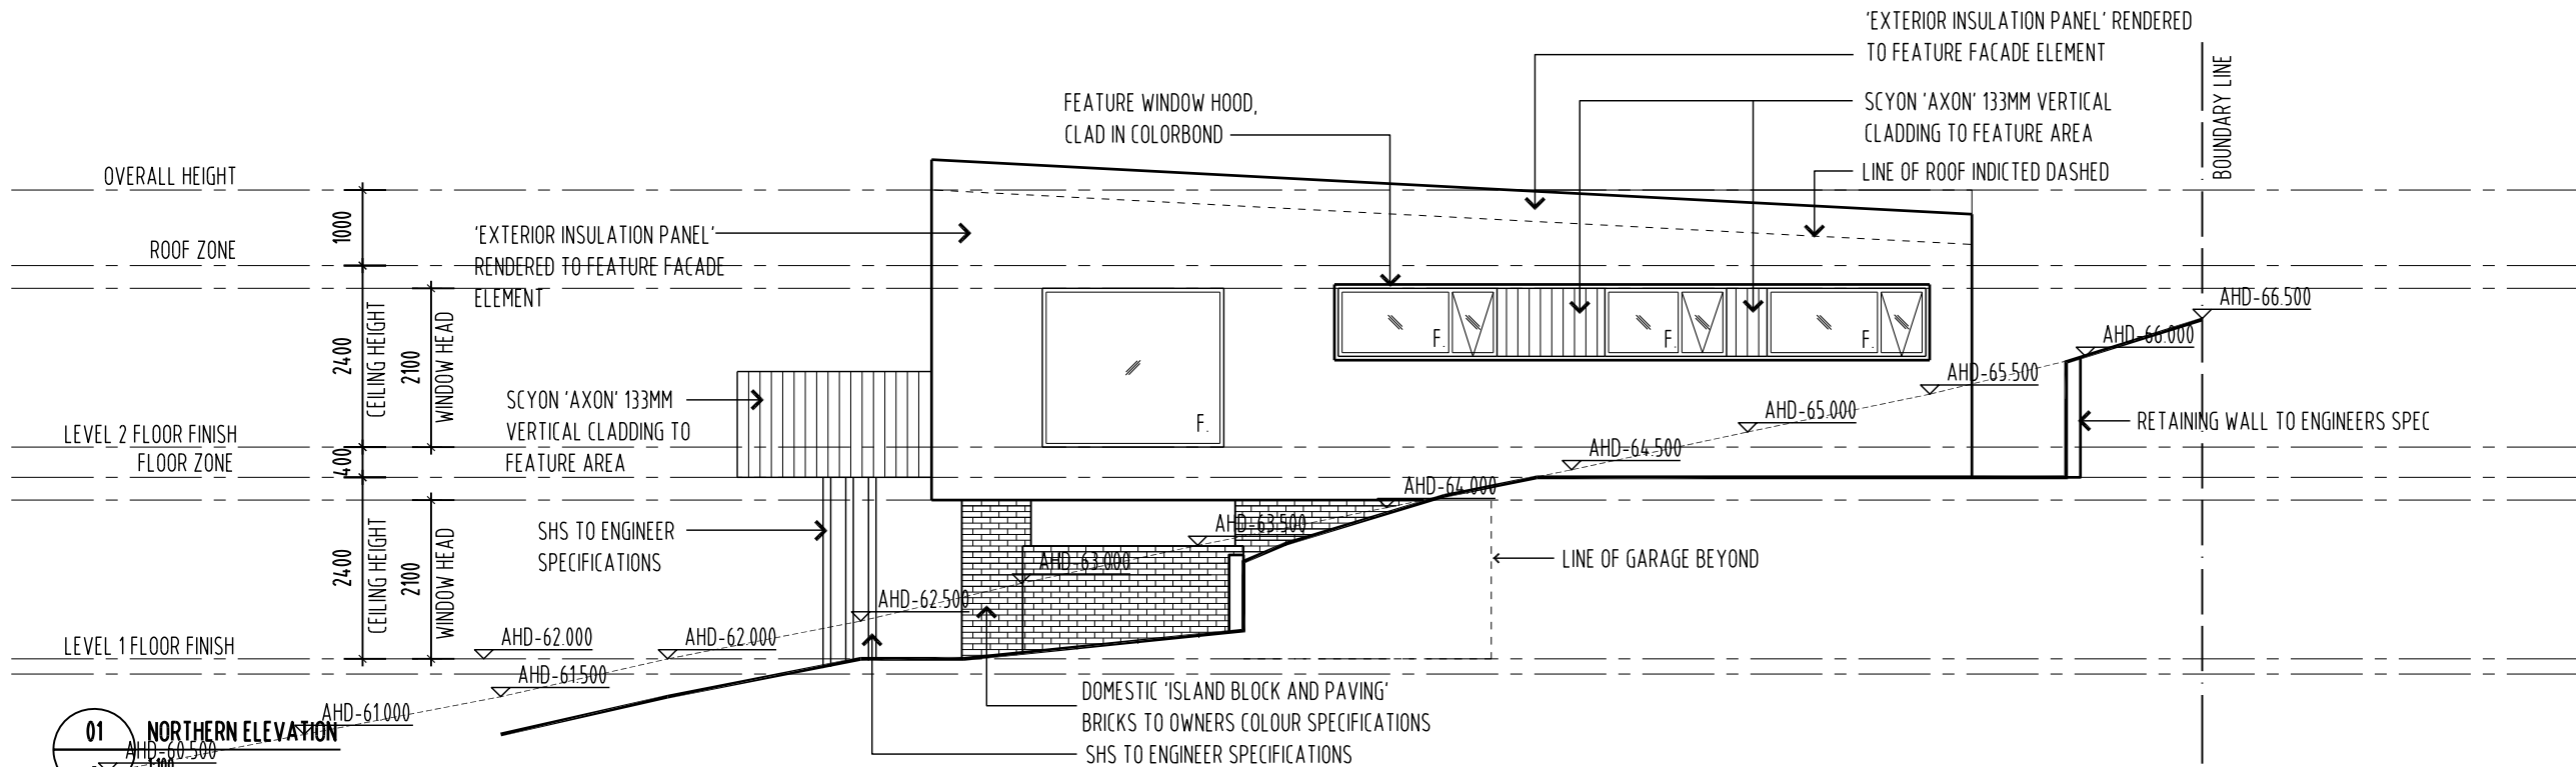 'EXTERIOR INSULATION PANEL' RENDERED
TO FEATURE FACADE ELEMENT
FEATURE WINDOW HOOD,
CLAD IN COLORBOND
SCYON 'AXON' 133MM VERTICAL
CLADDING TO FEATURE AREA
LINE OF ROOF INDICTED DASHED
BOUNDARY LINE
OVERALL HEIGHT
1000
ROOF ZONE
'EXTERIOR INSULATION PANEL'
RENDERED TO FEATURE FACADE
ELEMENT
2400
CEILING HEIGHT
2100
WINDOW HEAD
F.
F.
F.
F.
AHD-66.500
AHD-66.000
AHD-65.500
AHD-65.000
AHD-64.500
AHD-64.000
AHD-63.500
AHD-63.000
AHD-62.500
AHD-62.000
AHD-62.000
AHD-61.500
AHD-61.000
AHD-60.500
SCYON 'AXON' 133MM
VERTICAL CLADDING TO
FEATURE AREA
RETAINING WALL TO ENGINEERS SPEC
LEVEL 2 FLOOR FINISH
FLOOR ZONE
400
SHS TO ENGINEER
SPECIFICATIONS
LINE OF GARAGE BEYOND
2400
CEILING HEIGHT
2100
WINDOW HEAD
LEVEL 1 FLOOR FINISH
DOMESTIC 'ISLAND BLOCK AND PAVING'
BRICKS TO OWNERS COLOUR SPECIFICATIONS
SHS TO ENGINEER SPECIFICATIONS
01
NORTHERN ELEVATION
1:100